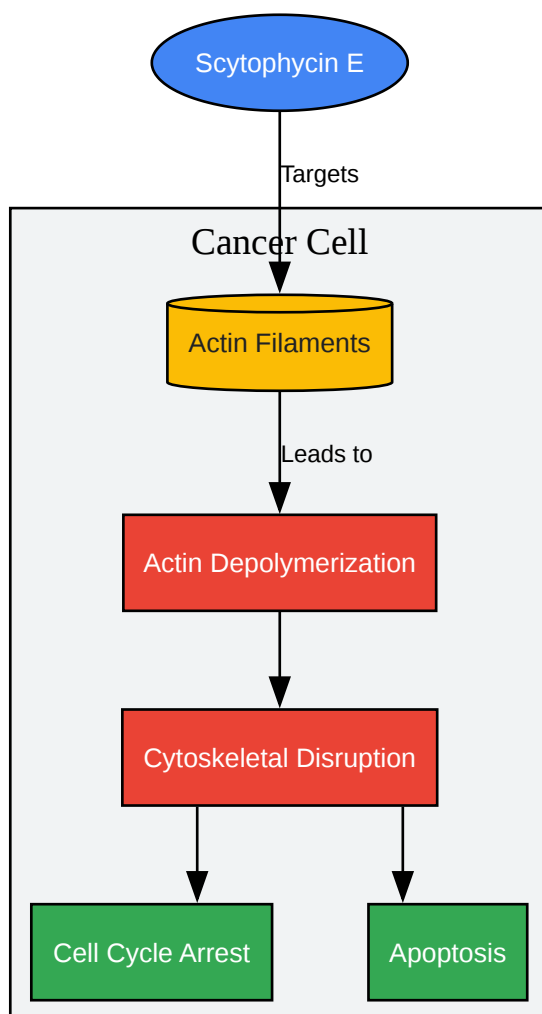 Scytophycin E
Targets
Cancer Cell
Actin Filaments
Leads to
Actin Depolymerization
Cytoskeletal Disruption
Cell Cycle Arrest
Apoptosis